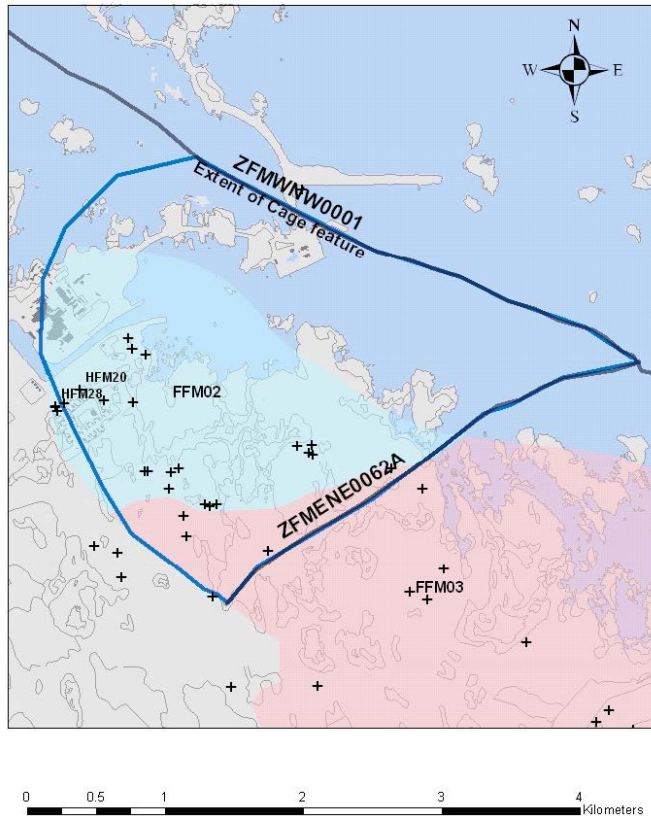 N
W E
S
ZFMWNW0001
Extent of Cage feature
HFM20
HFM28
FFM02
ZFMENE0062A
FFM03
0 0.5 1 2 3 4
Kilometers